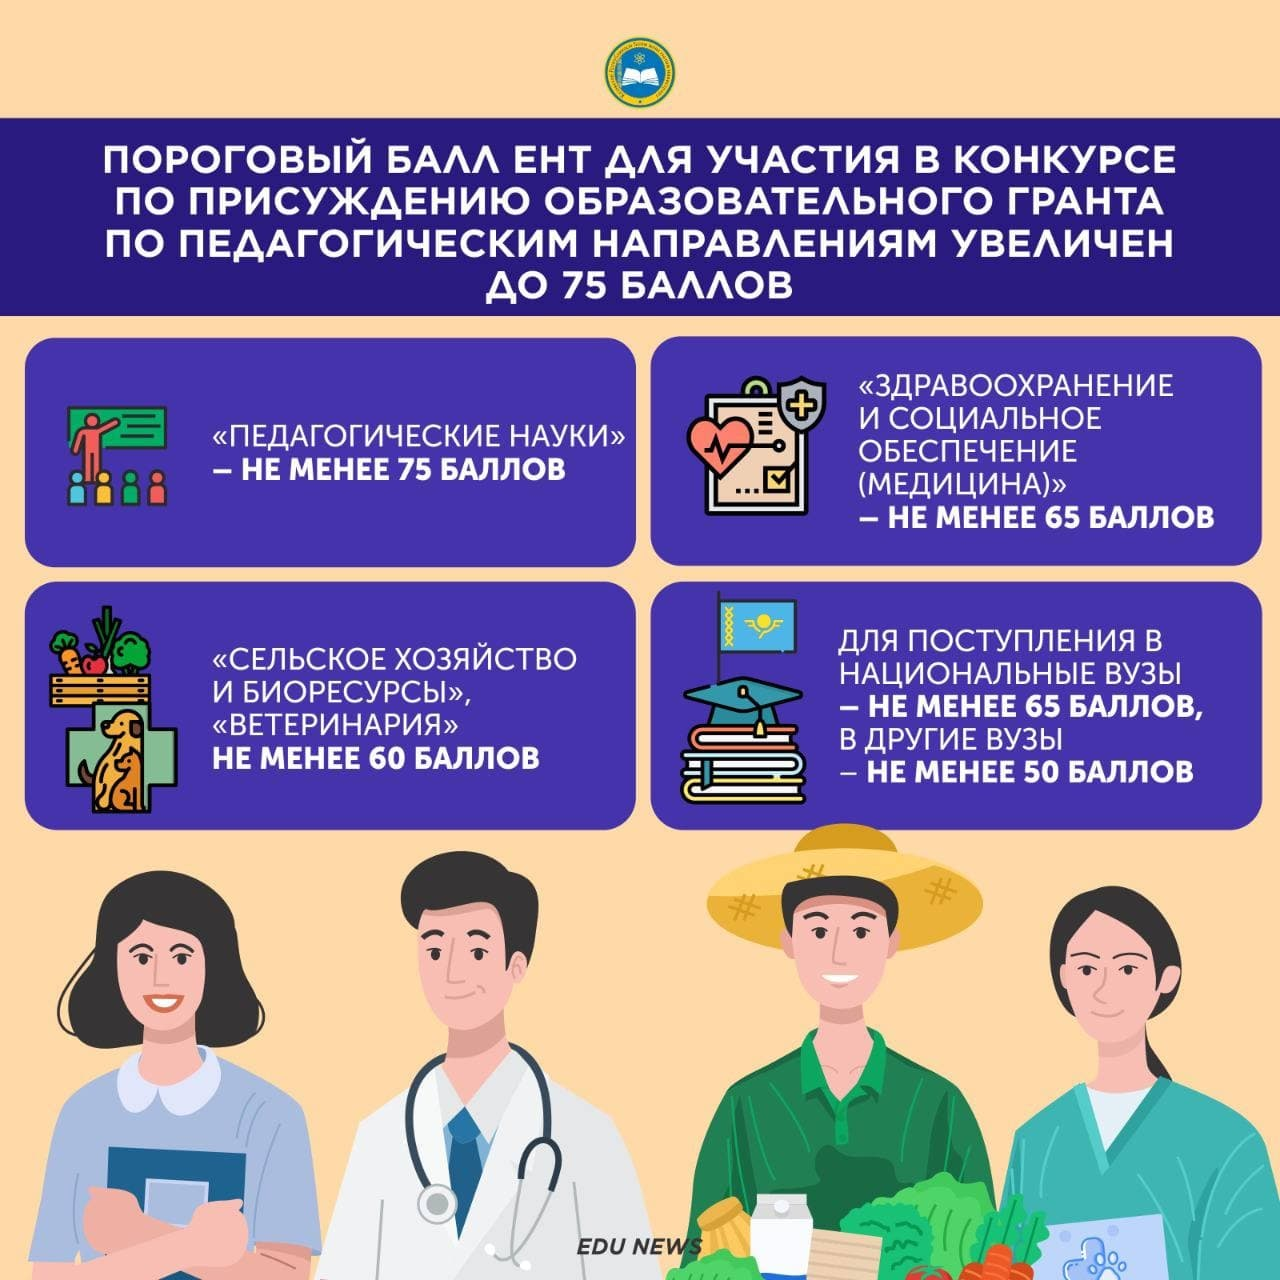 ПОРОГОВЫЙ БАЛЛ ЕНТ ДЛЯ УЧАСТИЯ В КОНКУРСЕ
ПО ПРИСУЖДЕНИЮ ОБРАЗОВАТЕЛЬНОГО ГРАНТА
ПО ПЕДАГОГИЧЕСКИМ НАПРАВЛЕНИЯМ УВЕЛИЧЕН
ДО 75 БАЛЛОВ
«ПЕДАГОГИЧЕСКИЕ НАУКИ»
– НЕ МЕНЕЕ 75 БАЛЛОВ
«ЗДРАВООХРАНЕНИЕ
И СОЦИАЛЬНОЕ
ОБЕСПЕЧЕНИЕ
(МЕДИЦИНА)»
– НЕ МЕНЕЕ 65 БАЛЛОВ
«СЕЛЬСКОЕ ХОЗЯЙСТВО
И БИОРЕСУРСЫ»,
«ВЕТЕРИНАРИЯ»
НЕ МЕНЕЕ 60 БАЛЛОВ
ДЛЯ ПОСТУПЛЕНИЯ В
НАЦИОНАЛЬНЫЕ ВУЗЫ
– НЕ МЕНЕЕ 65 БАЛЛОВ,
В ДРУГИЕ ВУЗЫ
– НЕ МЕНЕЕ 50 БАЛЛОВ
EDU NEWS